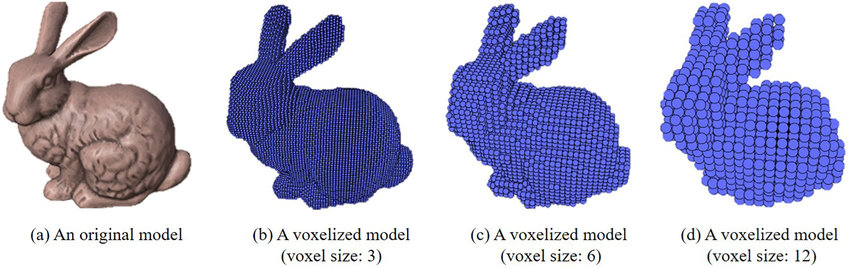 (a) An original model
(b) A voxelized model
(voxel size: 3)
(c) A voxelized model
(voxel size: 6)
(d) A voxelized model
(voxel size: 12)